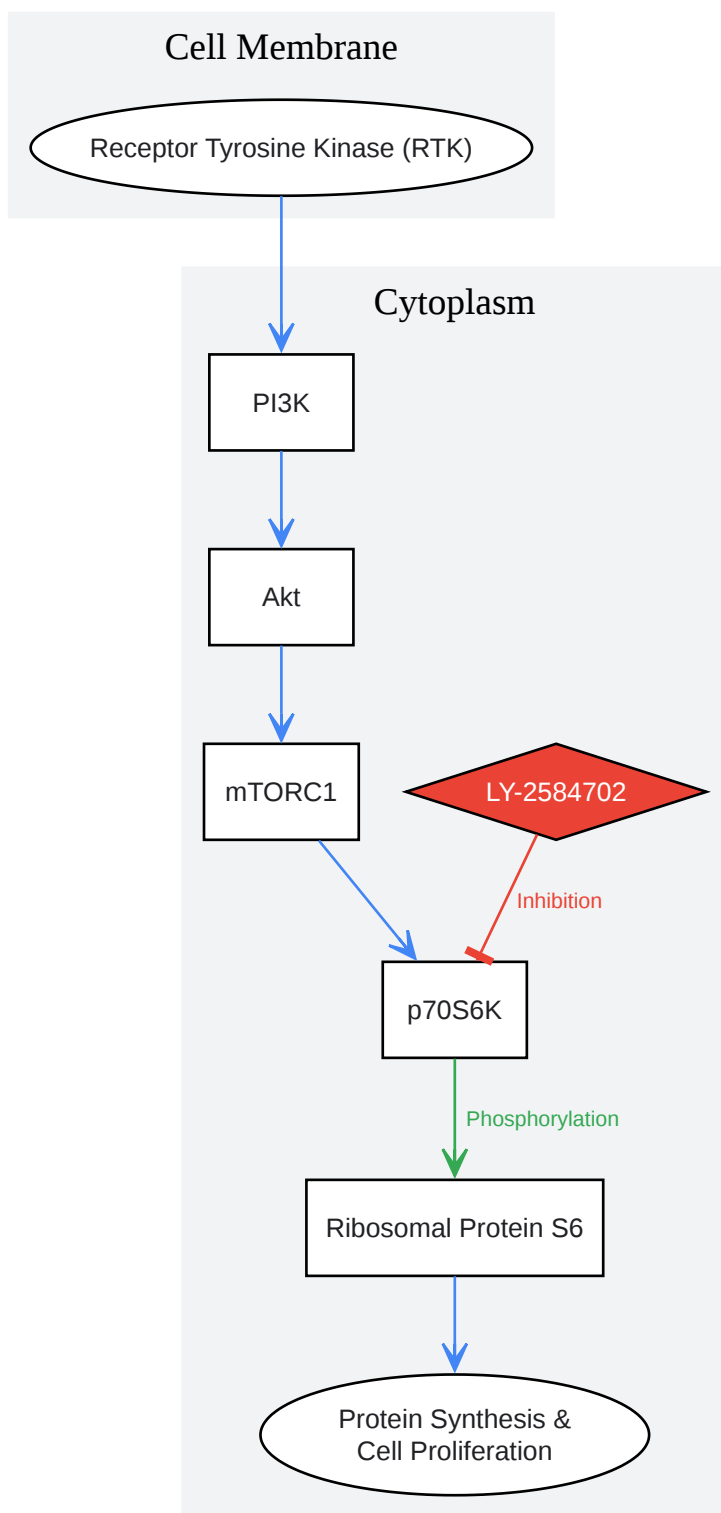 Cell Membrane
Receptor Tyrosine Kinase (RTK)
Cytoplasm
PI3K
Akt
mTORC1
LY-2584702
Inhibition
p70S6K
Phosphorylation
Ribosomal Protein S6
Protein Synthesis &
Cell Proliferation